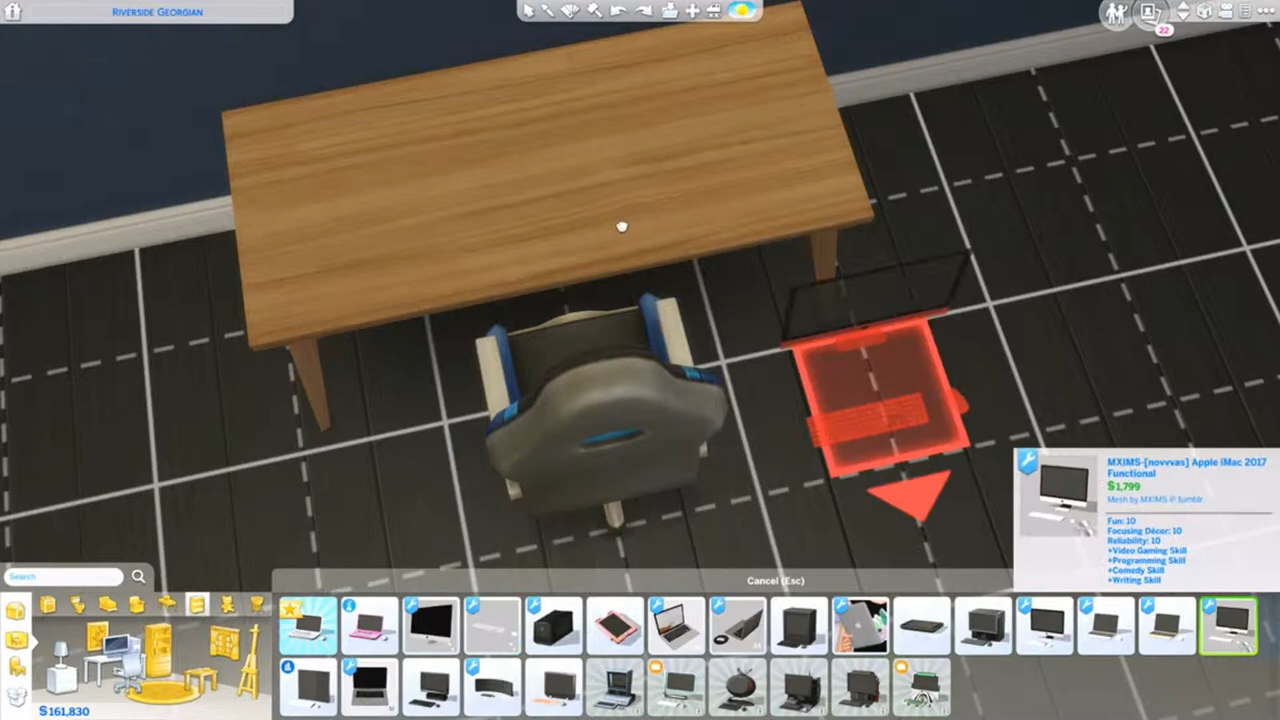 RIVERSIDE GEORGIAN
22
MXIMS-[novvvas] Apple iMac 2017
Functional
$1,799
Mesh by MXIMS @ tumblr
Fun: 10
Focusing Décor: 10
Reliability: 10
+Video Gaming Skill
+Programming Skill
+Comedy Skill
+Writing Skill
Search
Cancel (Esc)
$161,830